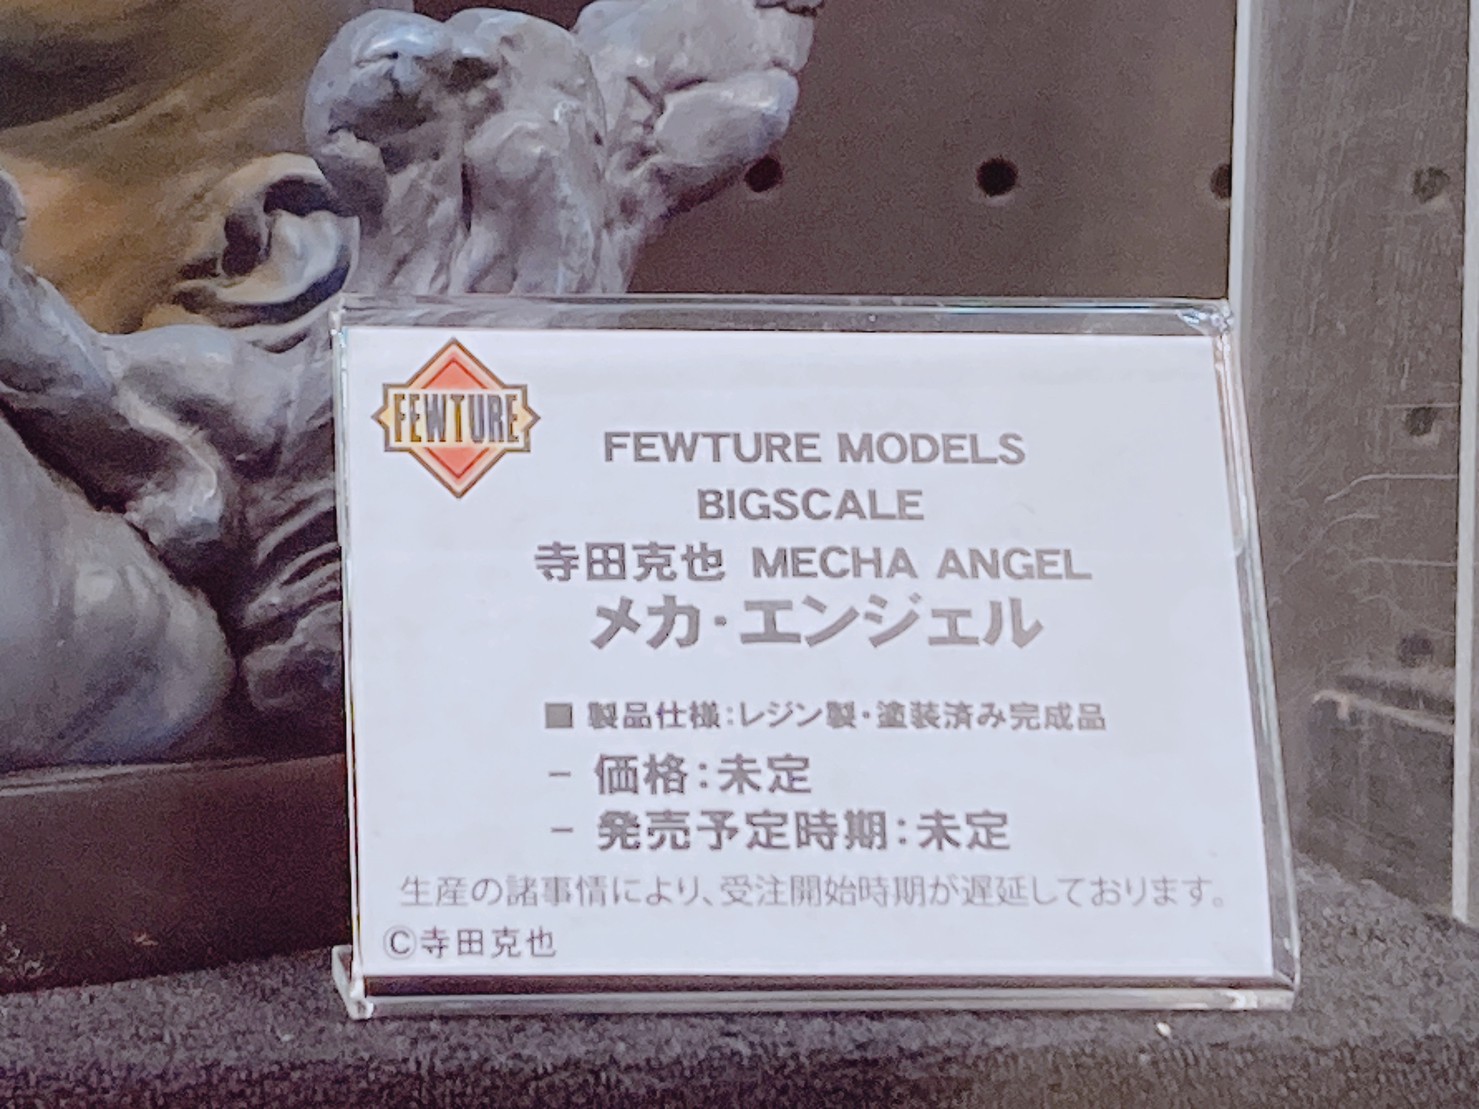 FEWTURE
FEWTURE MODELS
BIGSCALE
寺田克也 MECHA ANGEL
メカ・エンジェル
■ 製品仕様：レジン製・塗装済み完成品
− 価格：未定
− 発売予定時期：未定
生産の諸事情により、受注開始時期が遅延しております。
©寺田克也